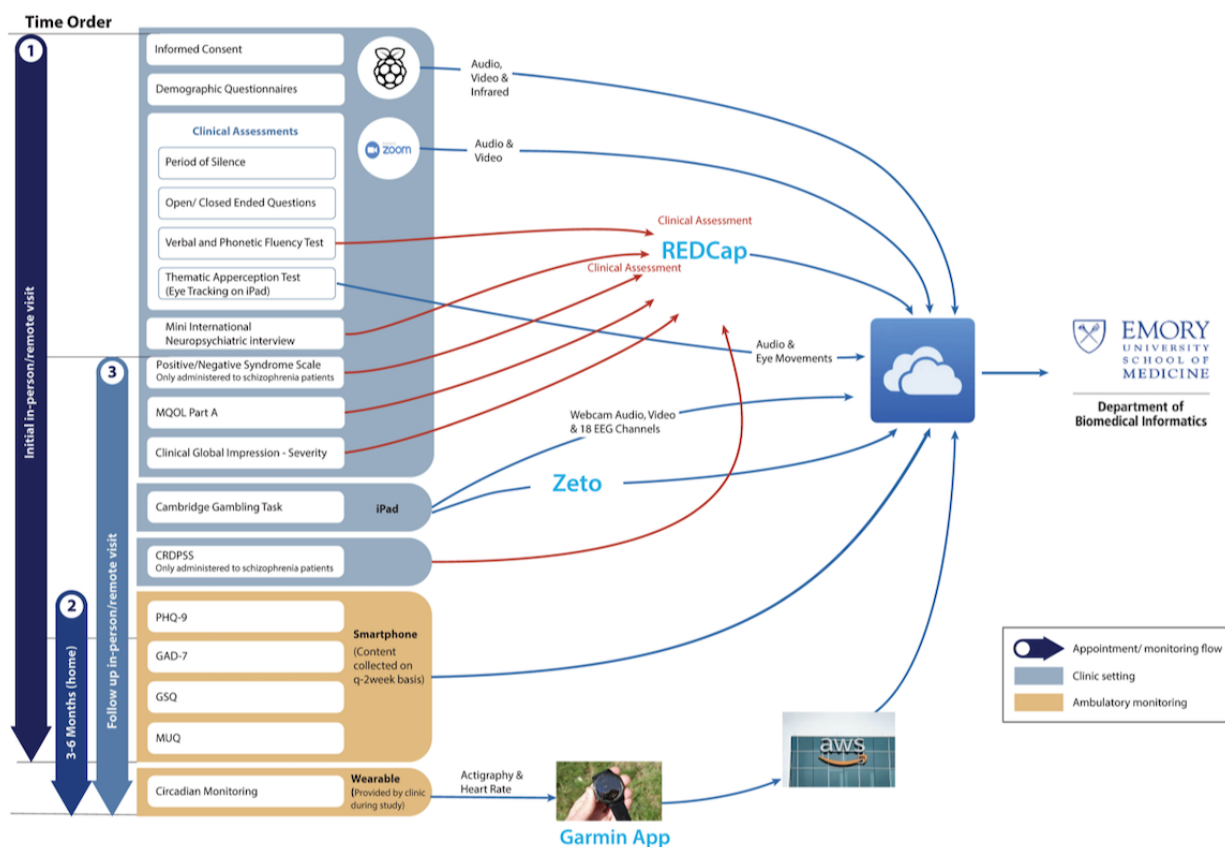 Time Order
1
Initial in-person/remote visit
2
3-6 Months (home)
3
Follow up in-person/remote visit
Informed Consent
Demographic Questionnaires
Clinical Assessments
Period of Silence
Open/ Closed Ended Questions
Verbal and Phonetic Fluency Test
Thematic Apperception Test
(Eye Tracking on iPad)
Mini International
Neuropsychiatric interview
Positive/Negative Syndrome Scale
Only administered to schizophrenia patients
MQOL Part A
Clinical Global Impression - Severity
zoom
Cambridge Gambling Task
iPad
CRDPSS
Only administered to schizophrenia patients
PHQ-9
GAD-7
GSQ
MUQ
Smartphone
(Content
collected on
q-2week basis)
Circadian Monitoring
Wearable
(Provided by clinic
during study)
Audio,
Video &
Infrared
Audio &
Video
Clinical Assessment
REDCap
Clinical Assessment
Audio &
Eye Movements
Webcam Audio, Video
& 18 EEG Channels
Zeto
Actigraphy &
Heart Rate
Garmin App
aws
EMORY
UNIVERSITY
SCHOOL OF
MEDICINE
Department of
Biomedical Informatics
Appointment/ monitoring flow
Clinic setting
Ambulatory monitoring